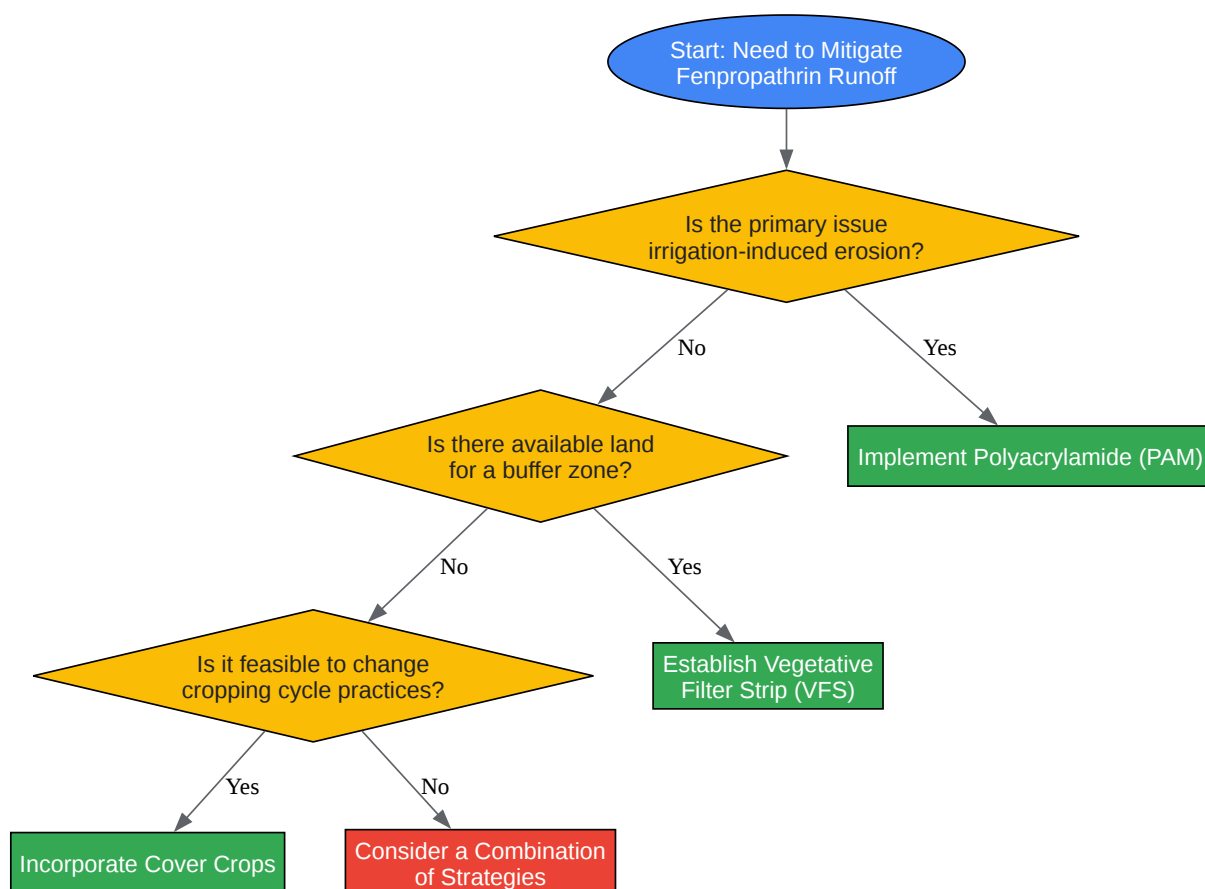 Start: Need to Mitigate
Fenpropathrin Runoff
Is the primary issue
irrigation-induced erosion?
No
Yes
Is there available land
for a buffer zone?
Implement Polyacrylamide (PAM)
No
Yes
Is it feasible to change
cropping cycle practices?
Establish Vegetative
Filter Strip (VFS)
Yes
No
Incorporate Cover Crops
Consider a Combination
of Strategies